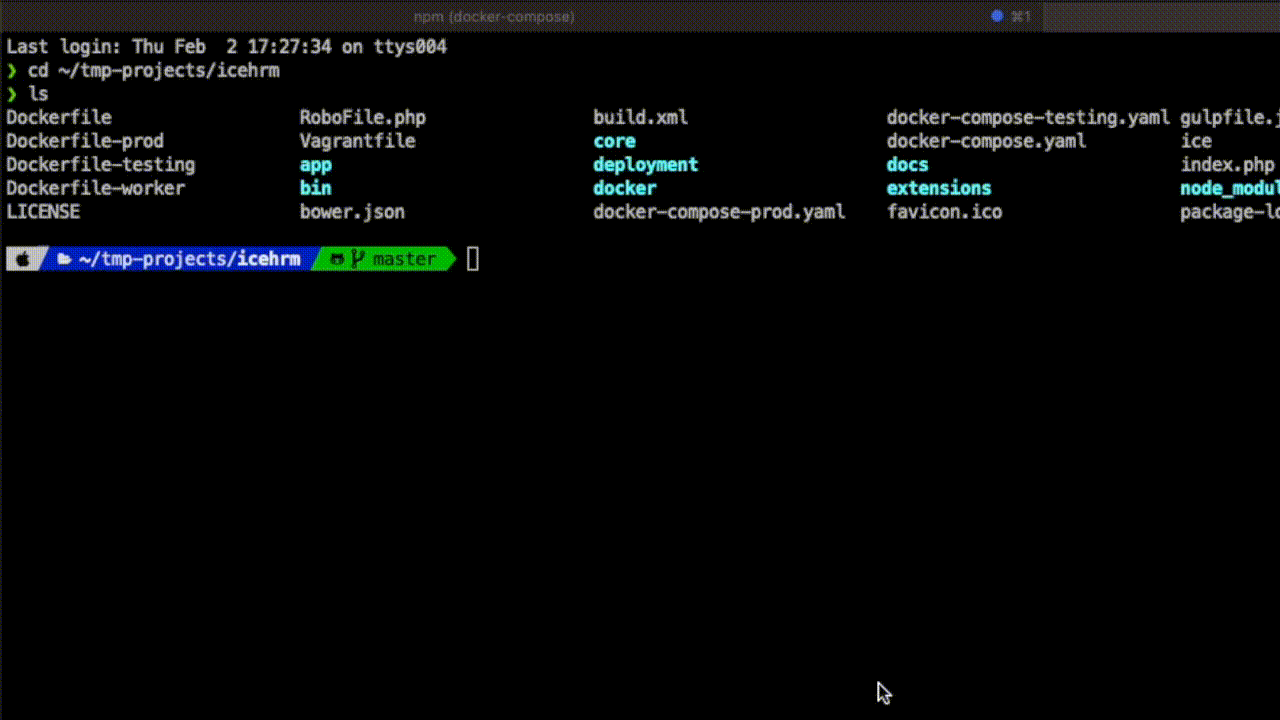 npm (docker-compose) ⌘1
Last login: Thu Feb  2 17:27:34 on ttys004
❯ cd ~/tmp-projects/icehrm
❯ ls
Dockerfile RoboFile.php build.xml docker-compose-testing.yaml gulpfile.j
Dockerfile-prod Vagrantfile core docker-compose.yaml ice
Dockerfile-testing app deployment docs index.php
Dockerfile-worker bin docker extensions node_modul
LICENSE bower.json docker-compose-prod.yaml favicon.ico package-lo
~/tmp-projects/icehrm master